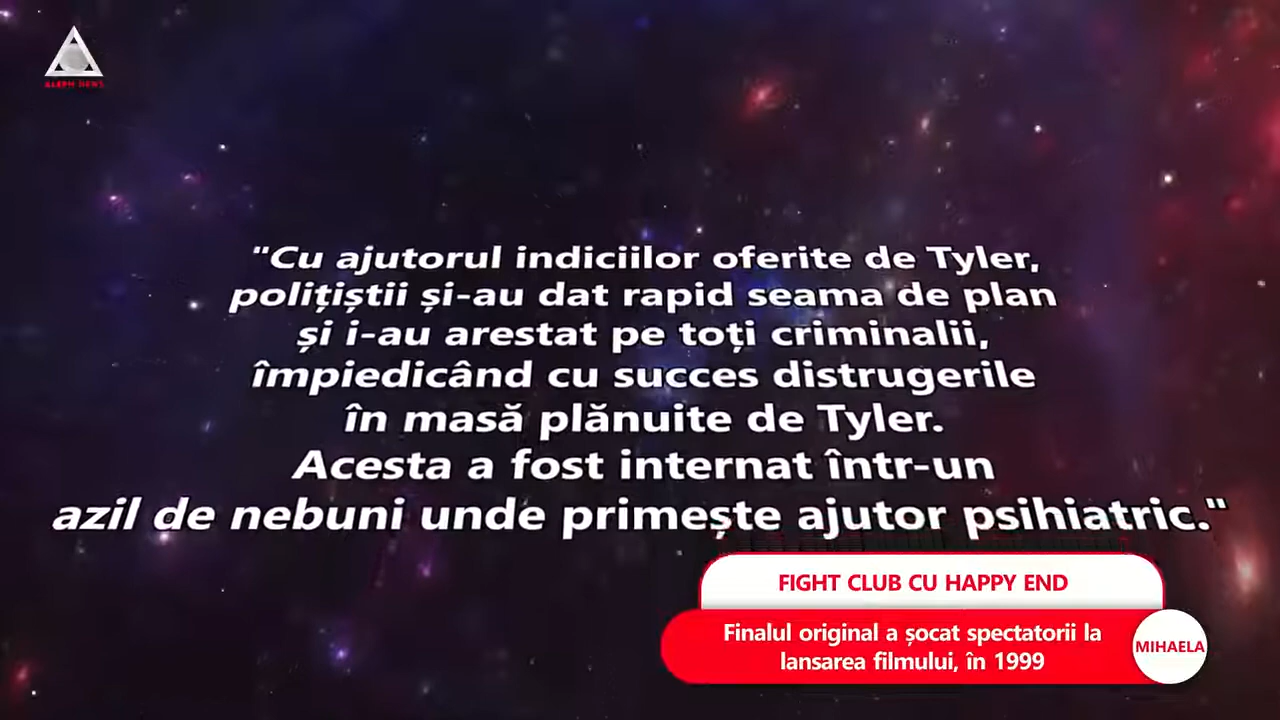 ALEPH NEWS
"Cu ajutorul indiciilor oferite de Tyler,
polițiștii și-au dat rapid seama de plan
și i-au arestat pe toți criminalii,
împiedicând cu succes distrugerile
în masă plănuite de Tyler.
Acesta a fost internat într-un
azil de nebuni unde primește ajutor psihiatric."
FIGHT CLUB CU HAPPY END
Finalul original a șocat spectatorii la
lansarea filmului, în 1999
MIHAELA